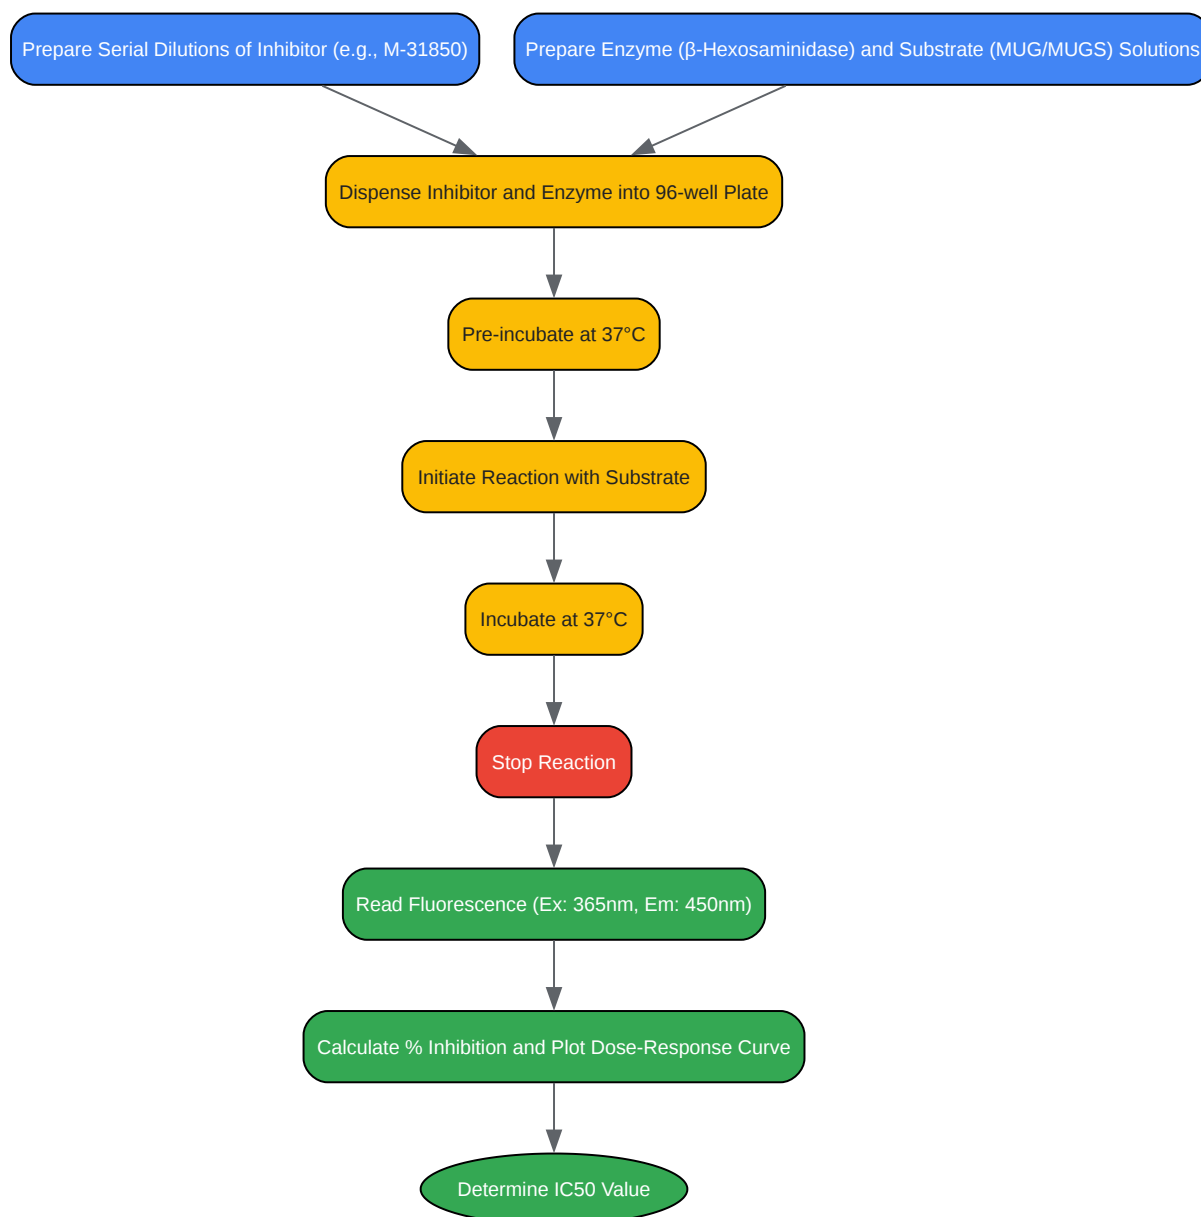 Prepare Serial Dilutions of Inhibitor (e.g., M-31850)
Prepare Enzyme (β-Hexosaminidase) and Substrate (MUG/MUGS) Solutions
Dispense Inhibitor and Enzyme into 96-well Plate
Pre-incubate at 37°C
Initiate Reaction with Substrate
Incubate at 37°C
Stop Reaction
Read Fluorescence (Ex: 365nm, Em: 450nm)
Calculate % Inhibition and Plot Dose-Response Curve
Determine IC50 Value